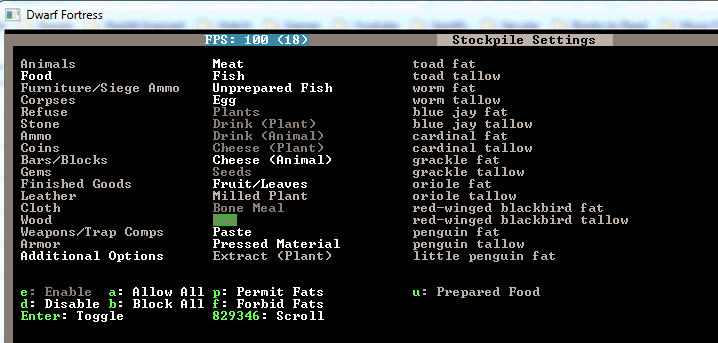 Dwarf Fortress
FPS: 100 (18) Stockpile Settings
Animals Meat toad fat
Food Fish toad tallow
Furniture/Siege Ammo Unprepared Fish worm fat
Corpses Egg worm tallow
Refuse Plants blue jay fat
Stone Drink (Plant) blue jay tallow
Ammo Drink (Animal) cardinal fat
Coins Cheese (Plant) cardinal tallow
Bars/Blocks Cheese (Animal) grackle fat
Gems Seeds grackle tallow
Finished Goods Fruit/Leaves oriole fat
Leather Milled Plant oriole tallow
Cloth Bone Meal red-winged blackbird fat
Wood Fat red-winged blackbird tallow
Weapons/Trap Comps Paste penguin fat
Armor Pressed Material penguin tallow
Additional Options Extract (Plant) little penguin fat
e: Enable a: Allow All p: Permit Fats u: Prepared Food
d: Disable b: Block All f: Forbid Fats
Enter: Toggle 829346: Scroll